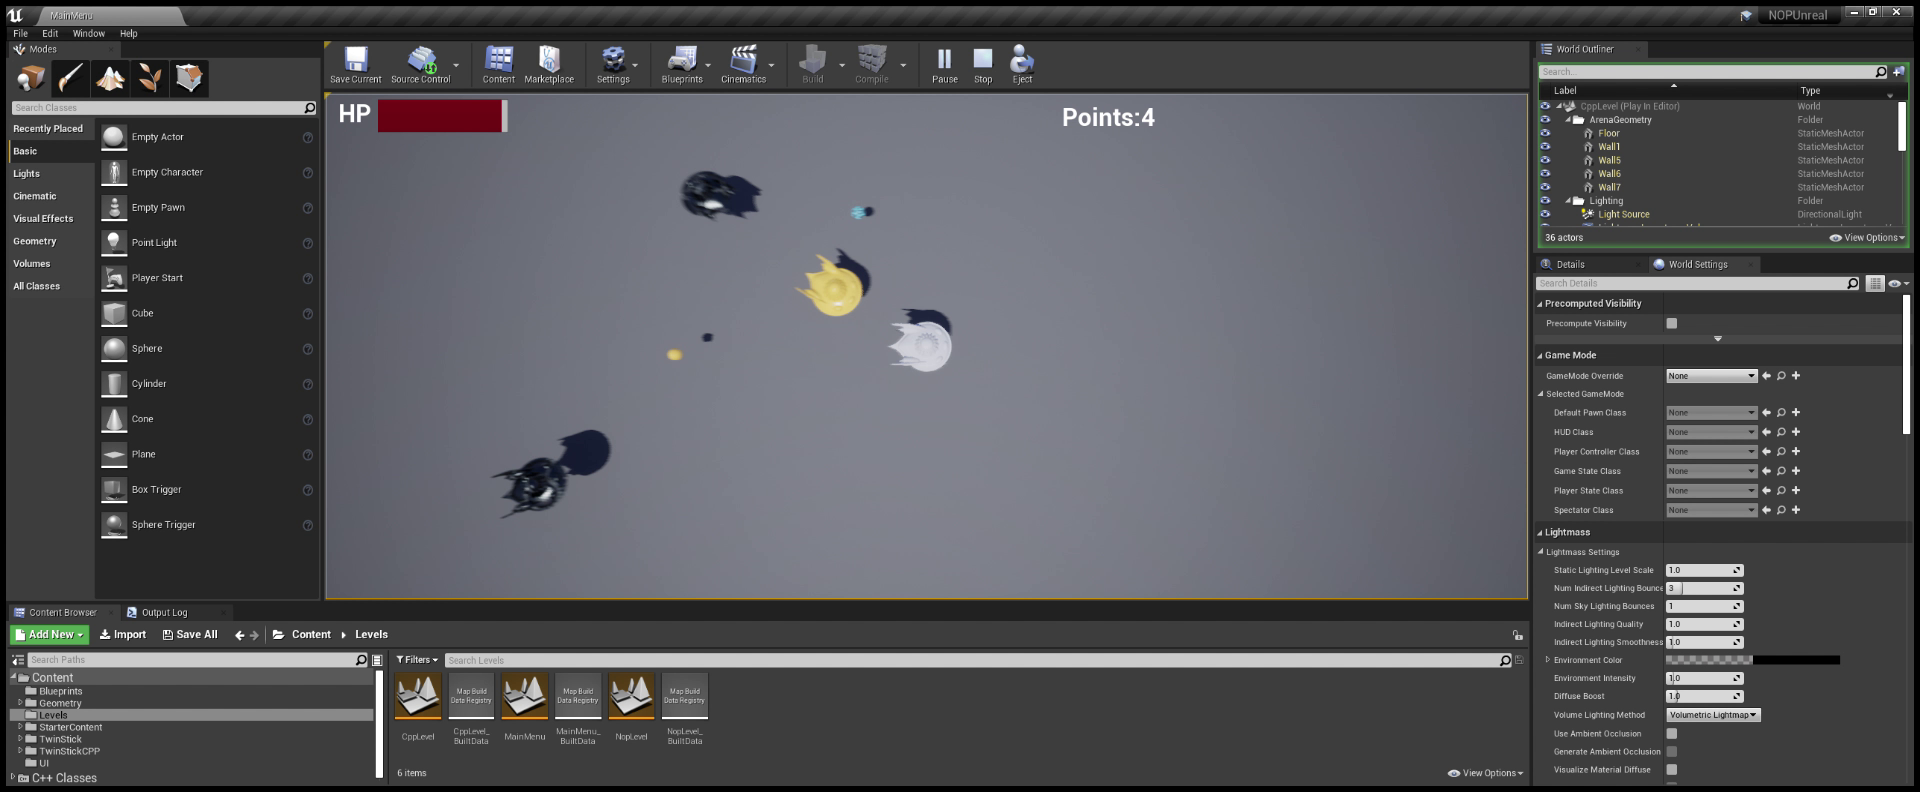 MainMenu
NOPUnreal
File Edit Window Help
Modes
Search Classes
Recently Placed
Basic
Lights
Cinematic
Visual Effects
Geometry
Volumes
All Classes
Empty Actor
Empty Character
Empty Pawn
Point Light
Player Start
Cube
Sphere
Cylinder
Cone
Plane
Box Trigger
Sphere Trigger
Save Current Source Control Content Marketplace Settings Blueprints Cinematics Build Compile Pause Stop Eject
HP
Points:4
World Outliner
Search...
Label Type
CppLevel (Play In Editor) World
ArenaGeometry Folder
Floor StaticMeshActor
Wall1 StaticMeshActor
Wall5 StaticMeshActor
Wall6 StaticMeshActor
Wall7 StaticMeshActor
Lighting Folder
Light Source DirectionalLight
36 actors View Options
Details World Settings
Search Details
Precomputed Visibility
Precompute Visibility
Game Mode
GameMode Override None
Selected GameMode
Default Pawn Class None
HUD Class None
Player Controller Class None
Game State Class None
Player State Class None
Spectator Class None
Lightmass
Lightmass Settings
Static Lighting Level Scale 1.0
Num Indirect Lighting Bounce 3
Num Sky Lighting Bounces 1
Indirect Lighting Quality 1.0
Indirect Lighting Smoothness 1.0
Environment Color
Environment Intensity 1.0
Diffuse Boost 1.0
Volume Lighting Method Volumetric Lightmap
Use Ambient Occlusion
Generate Ambient Occlusion
Visualize Material Diffuse
Content Browser Output Log
Add New Import Save All Content Levels
Search Paths
Content
Blueprints
Geometry
Levels
StarterContent
TwinStick
TwinStickCPP
UI
C++ Classes
Filters Search Levels
Map Build Data Registry
Map Build Data Registry
Map Build Data Registry
CppLevel
CppLevel_BuiltData
MainMenu
MainMenu_BuiltData
NopLevel
NopLevel_BuiltData
6 items View Options